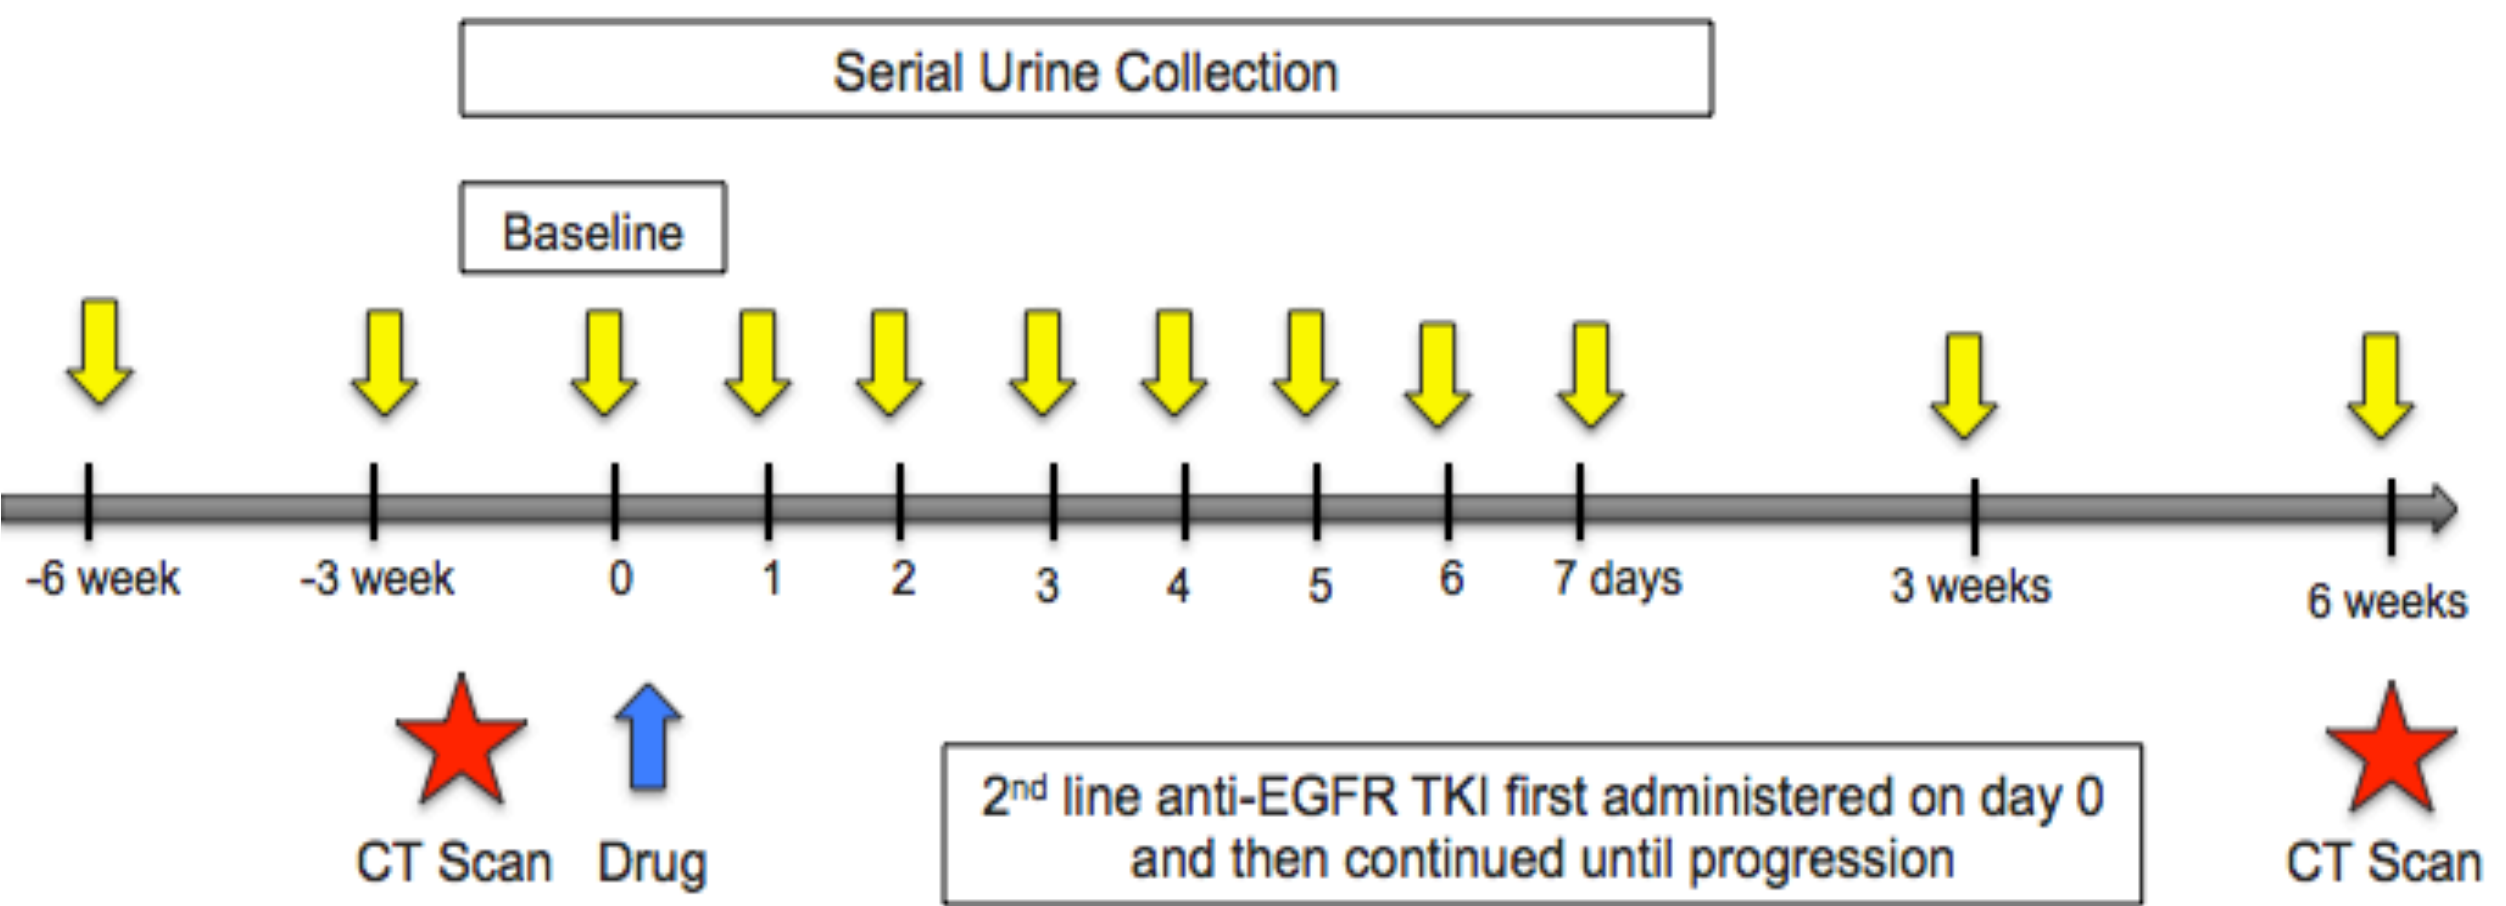 Serial Urine Collection
Baseline
-6 week
-3 week
0
1
2
3
4
5
6
7 days
3 weeks
6 weeks
CT Scan
Drug
2nd line anti-EGFR TKI first administered on day 0
and then continued until progression
CT Scan